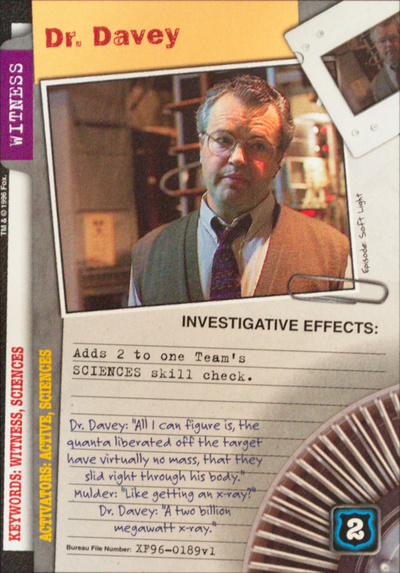 Dr. Davey
WITNESS
TM & © 1996 Fox.
Episode: Soft Light
INVESTIGATIVE EFFECTS:
Adds 2 to one Team's
SCIENCES skill check.
KEYWORDS: WITNESS, SCIENCES
ACTIVATORS: ACTIVE, SCIENCES
Dr. Davey: "All I can figure is, the
quanta liberated off the target
have virtually no mass, that they
slid right through his body."
Mulder: "Like getting an x-ray?"
Dr. Davey: "A two billion
megawatt x-ray."
Bureau File Number: XF96-0189v1
2